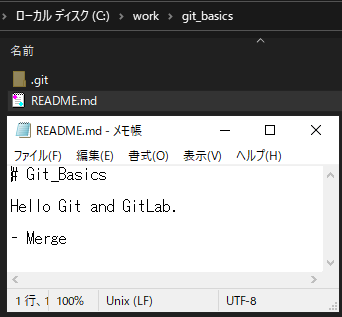 ローカル ディスク (C:) > work > git_basics
名前
.git
README.md
README.md - メモ帳
ファイル(F) 編集(E) 書式(O) 表示(V) ヘルプ(H)
# Git_Basics
Hello Git and GitLab.
- Merge
1 行、1
100%
Unix (LF)
UTF-8